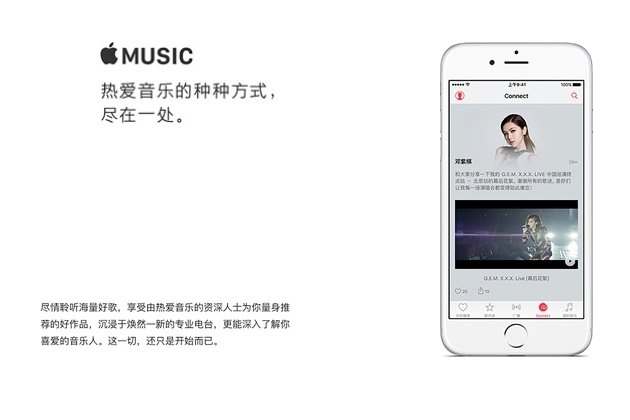 MUSIC
热爱音乐的种种方式，
尽在一处。
尽情聆听海量好歌，享受由热爱音乐的资深人士为你量身推
荐的好作品，沉浸于焕然一新的专业电台，更能深入了解你
喜爱的音乐人。这一切，还只是开始而已。
上午9:41
100%
Connect
邓紫棋
20m
和大家分享一下我的 G.E.M. X.X.X. LIVE 中国巡演终
点站 － 北京站的幕后花絮。谢谢所有的歌迷，是你们
让我每一场演唱会都变得如此难忘！
G.E.M. X.X.X. Live [幕后花絮]
20
19
为你推荐
新内容
广播
Connect
我的音乐